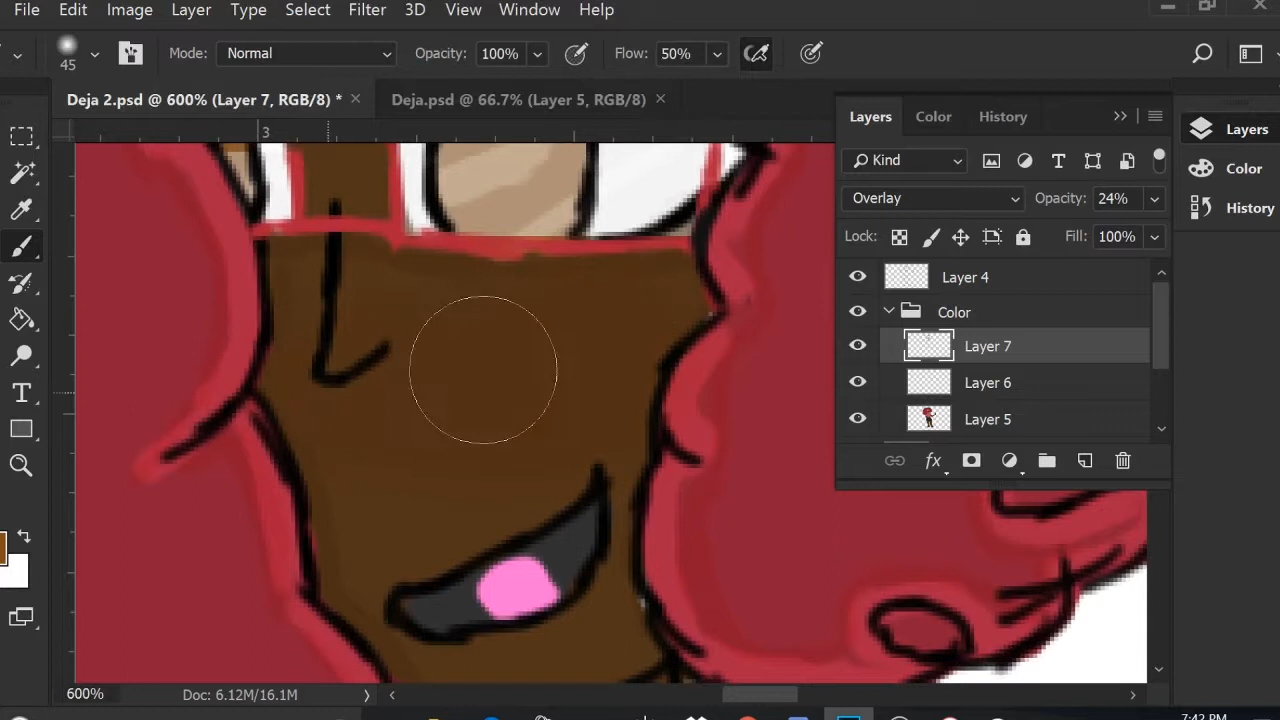 File Edit Image Layer Type Select Filter 3D View Window Help
45 Mode: Normal Opacity: 100% Flow: 50%
Deja 2.psd @ 600% (Layer 7, RGB/8) * Deja.psd @ 66.7% (Layer 5, RGB/8)
3
Layers Color History
Kind
Overlay Opacity: 24%
Lock: Fill: 100%
Layer 4
Color
Layer 7
Layer 6
Layer 5
fx
Layers
Color
History
600% Doc: 6.12M/16.1M
7:42 PM